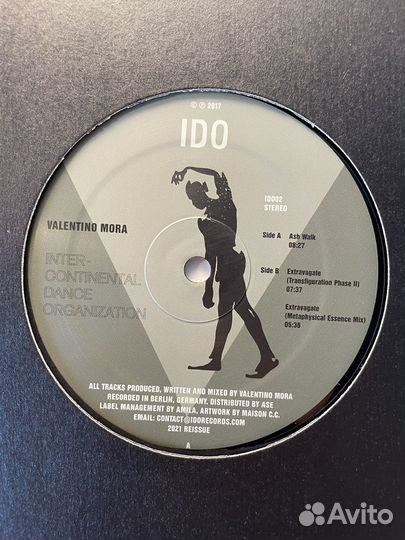 © ℗ 2017
IDO
ID002
STEREO
VALENTINO MORA
INTER-
CONTINENTAL
DANCE
ORGANIZATION
Side A Ash Walk
08:27
Side B Extravagate
(Transfiguration Phase II)
07:37
Extravagate
(Metaphysical Essence Mix)
05:38
ALL TRACKS PRODUCED, WRITTEN AND MIXED BY VALENTINO MORA
RECORDED IN BERLIN, GERMANY. DISTRIBUTED BY ASE
LABEL MANAGEMENT BY AMILA. ARTWORK BY MAISON C.C.
EMAIL: CONTACT@IDORECORDS.COM
2021 REISSUE
A
Avito